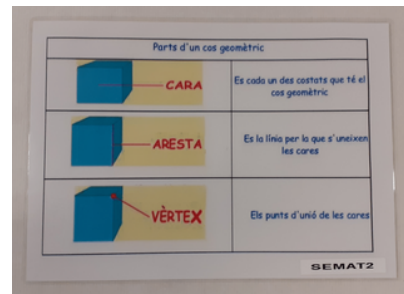 Parts d'un cos geomètric
CARA
Es cada un des costats que té el
cos geomètric
ARESTA
Es la línia per la que s'uneixen
les cares
VÈRTEX
Els punts d'unió de les cares
SEMAT2